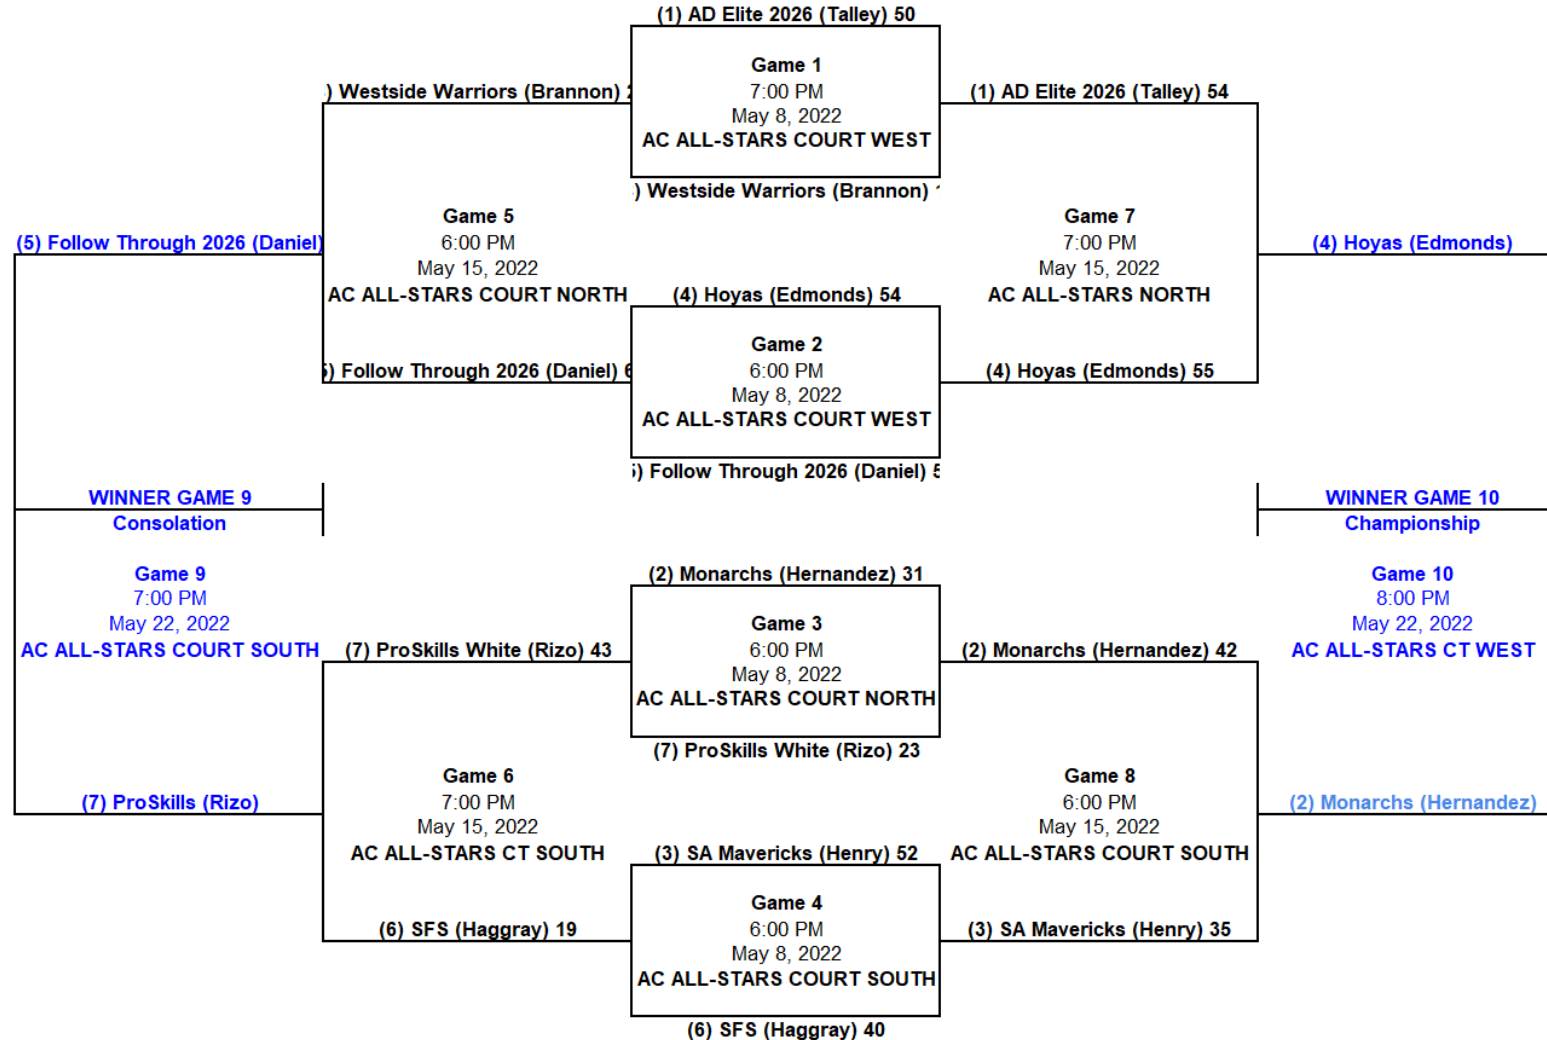 (1) AD Elite 2026 (Talley) 50
Game 1
7:00 PM
May 8, 2022
AC ALL-STARS COURT WEST
) Westside Warriors (Brannon)
) Westside Warriors (Brannon)
(1) AD Elite 2026 (Talley) 54
Game 5
6:00 PM
May 15, 2022
AC ALL-STARS COURT NORTH
Game 7
7:00 PM
May 15, 2022
AC ALL-STARS NORTH
(5) Follow Through 2026 (Daniel)
(4) Hoyas (Edmonds)
(4) Hoyas (Edmonds) 54
Game 2
6:00 PM
May 8, 2022
AC ALL-STARS COURT WEST
) Follow Through 2026 (Daniel)
) Follow Through 2026 (Daniel)
(4) Hoyas (Edmonds) 55
WINNER GAME 9
Consolation
WINNER GAME 10
Championship
Game 9
7:00 PM
May 22, 2022
AC ALL-STARS COURT SOUTH
(2) Monarchs (Hernandez) 31
Game 3
6:00 PM
May 8, 2022
AC ALL-STARS COURT NORTH
(7) ProSkills White (Rizo) 23
Game 10
8:00 PM
May 22, 2022
AC ALL-STARS CT WEST
(7) ProSkills White (Rizo) 43
(2) Monarchs (Hernandez) 42
Game 6
7:00 PM
May 15, 2022
AC ALL-STARS CT SOUTH
Game 8
6:00 PM
May 15, 2022
AC ALL-STARS COURT SOUTH
(7) ProSkills (Rizo)
(2) Monarchs (Hernandez)
(3) SA Mavericks (Henry) 52
Game 4
6:00 PM
May 8, 2022
AC ALL-STARS COURT SOUTH
(6) SFS (Haggray) 40
(6) SFS (Haggray) 19
(3) SA Mavericks (Henry) 35